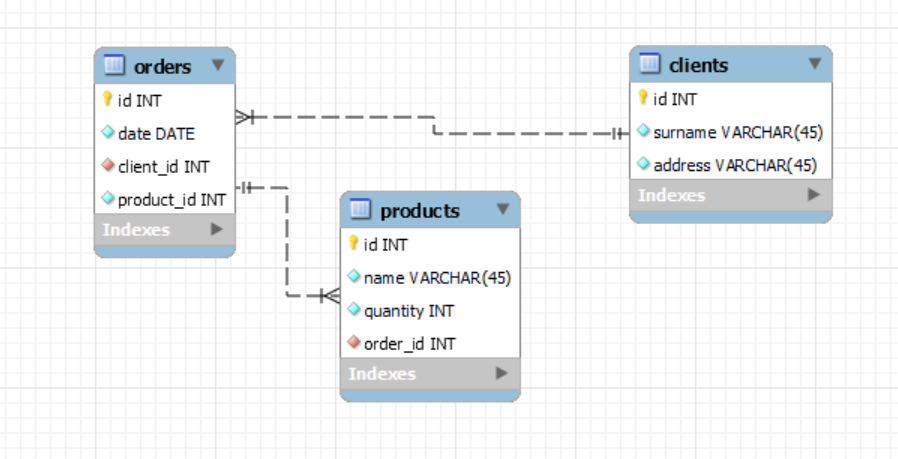 orders
id INT
date DATE
client_id INT
product_id INT
Indexes
clients
id INT
surname VARCHAR(45)
address VARCHAR(45)
Indexes
products
id INT
name VARCHAR(45)
quantity INT
order_id INT
Indexes